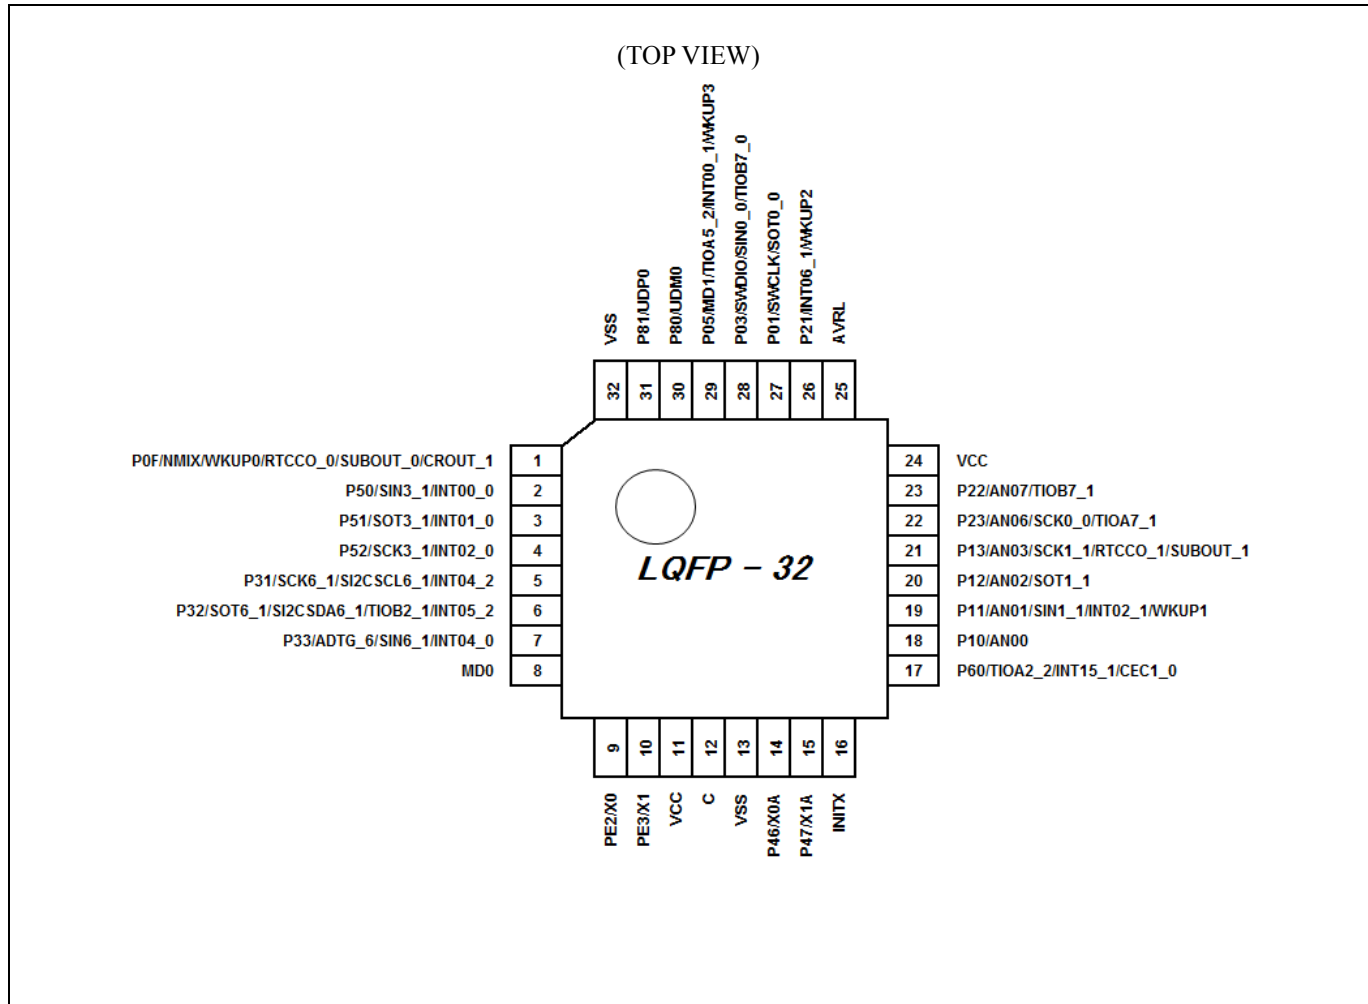 (TOP VIEW)
VSS
P81/UDP0
P80/UDM0
P05/MD1/TIOA5_2/INT00_1/WKUP3
P03/SWDIO/SIN0_0/TIOB7_0
P01/SWCLK/SOT0_0
P21/INT06_1/WKUP2
AVRL
32
31
30
29
28
27
26
25
P0F/NMIX/WKUP0/RTCCO_0/SUBOUT_0/CROUT_1 1
P50/SIN3_1/INT00_0 2
P51/SOT3_1/INT01_0 3
P52/SCK3_1/INT02_0 4
P31/SCK6_1/SI2CSCL6_1/INT04_2 5
P32/SOT6_1/SI2CSDA6_1/TIOB2_1/INT05_2 6
P33/ADTG_6/SIN6_1/INT04_0 7
MD0 8
LQFP - 32
24 VCC
23 P22/AN07/TIOB7_1
22 P23/AN06/SCK0_0/TIOA7_1
21 P13/AN03/SCK1_1/RTCCO_1/SUBOUT_1
20 P12/AN02/SOT1_1
19 P11/AN01/SIN1_1/INT02_1/WKUP1
18 P10/AN00
17 P60/TIOA2_2/INT15_1/CEC1_0
9
10
11
12
13
14
15
16
PE2/X0
PE3/X1
VCC
C
VSS
P46/X0A
P47/X1A
INITX